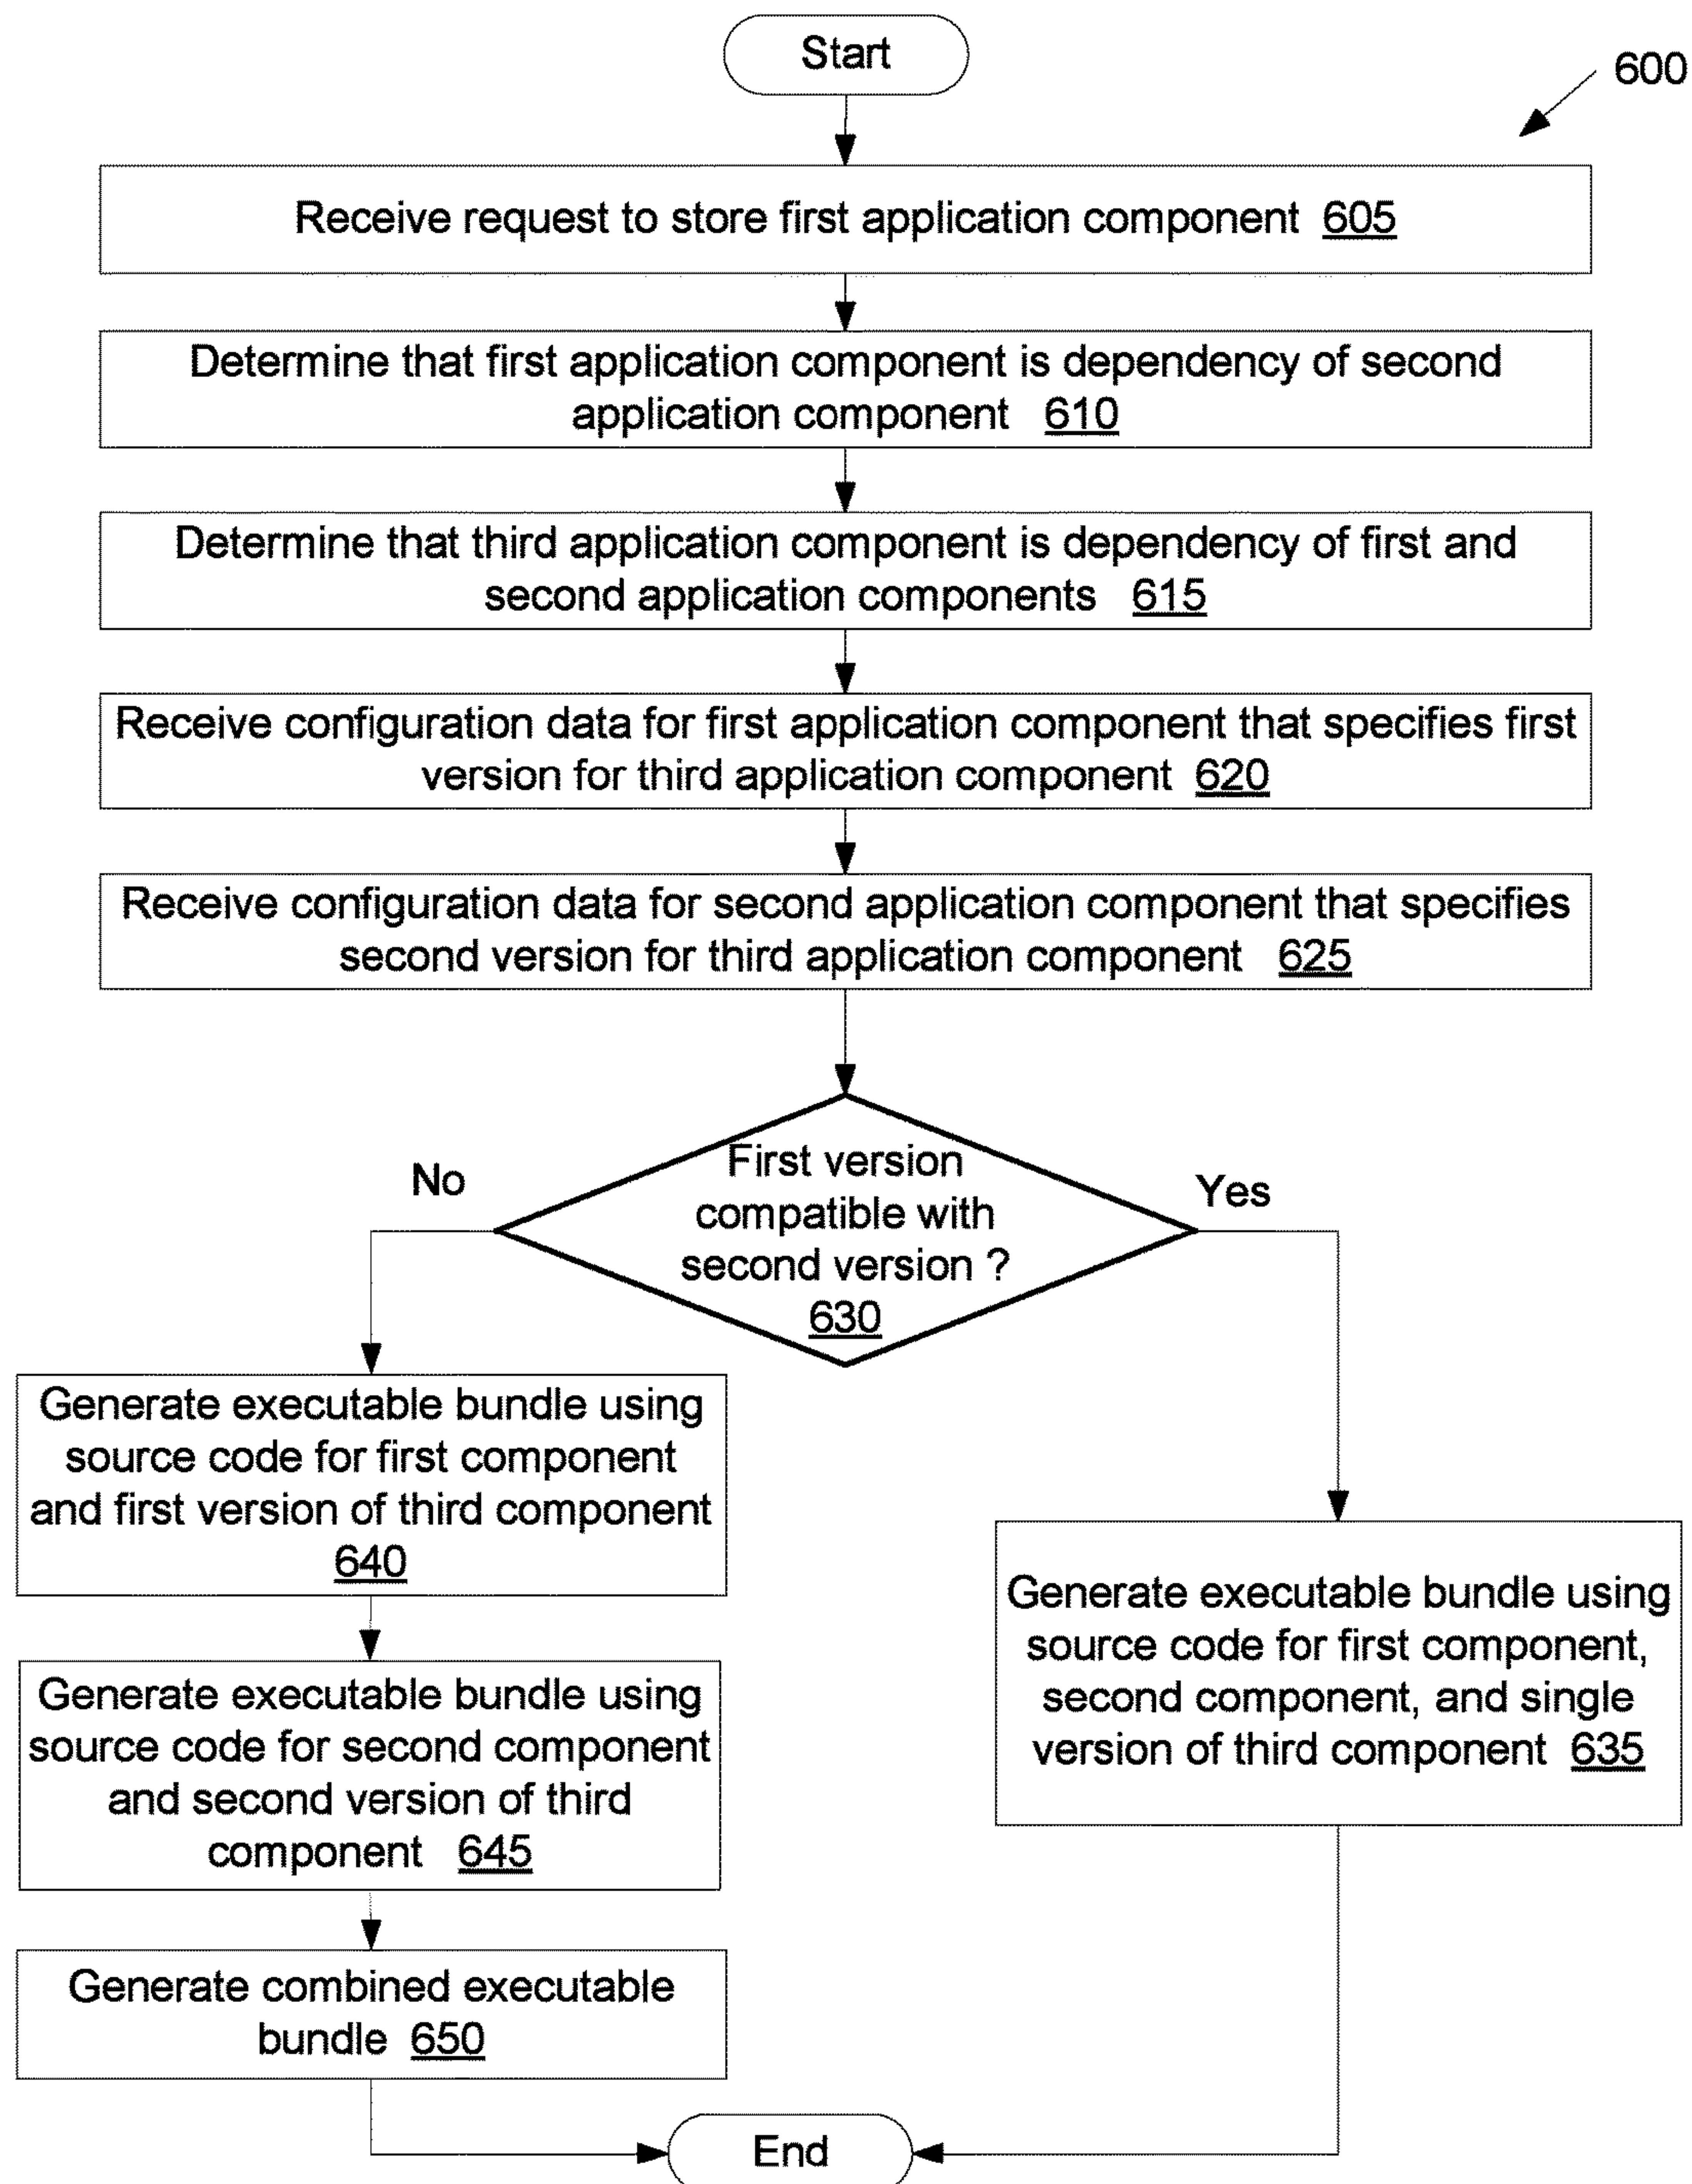 Start
600
Receive request to store first application component 605
Determine that first application component is dependency of second
application component 610
Determine that third application component is dependency of first and
second application components 615
Receive configuration data for first application component that specifies first
version for third application component 620
Receive configuration data for second application component that specifies
second version for third application component 625
No
First version
compatible with
second version ?
630
Yes
Generate executable bundle using
source code for first component
and first version of third component
640
Generate executable bundle using
source code for second component
and second version of third
component 645
Generate combined executable
bundle 650
Generate executable bundle using
source code for first component,
second component, and single
version of third component 635
End